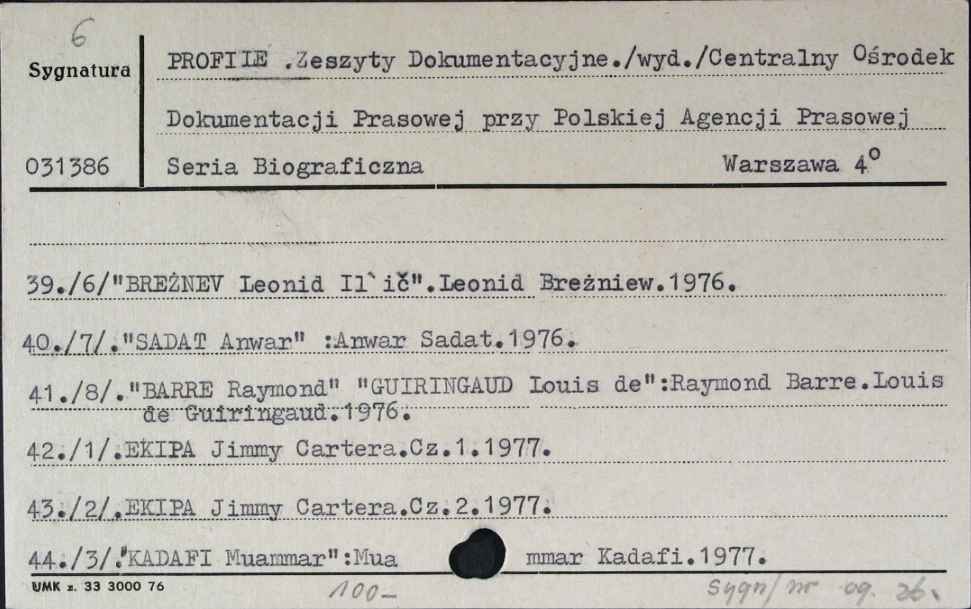 6
Sygnatura
PROFILE .Zeszyty Dokumentacyjne./wyd./Centralny Ośrodek
Dokumentacji Prasowej przy Polskiej Agencji Prasowej
031386 Seria Biograficzna Warszawa 4°
39./6/"BREŽNEV Leonid Il`ič".Leonid Breżniew.1976.
40./7/."SADAT Anwar" :Anwar Sadat.1976.
41./8/."BARRE Raymond" "GUIRINGAUD Louis de":Raymond Barre.Louis
de Guiringaud.1976.
42./1/.EKIPA Jimmy Cartera.Cz.1.1977.
43./2/.EKIPA Jimmy Cartera.Cz.2.1977.
44./3/."KADAFI Muammar":Mua mmar Kadafi.1977.
UMK z. 33 3000 76 100- Sygn/nr